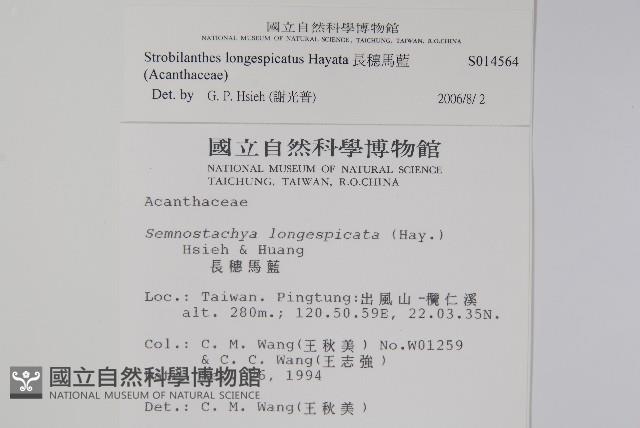 國立自然科學博物館
NATIONAL MUSEUM OF NATURAL SCIENCE, TAICHUNG, TAIWAN, R.O.CHINA
Strobilanthes longespicatus Hayata 長穗馬藍 S014564
(Acanthaceae)
Det. by G. P. Hsieh (謝光普) 2006/8/ 2
國立自然科學博物館
NATIONAL MUSEUM OF NATURAL SCIENCE
TAICHUNG, TAIWAN, R.O.CHINA
Acanthaceae
Semnostachya longespicata (Hay.)
Hsieh & Huang
長穗馬藍
Loc.: Taiwan. Pingtung:出風山-欖仁溪
alt. 280m.; 120.50.59E, 22.03.35N.
Col.: C. M. Wang(王秋美) No.W01259
& C. C. Wang(王志強)
1994
Det.: C. M. Wang(王秋美)
國立自然科學博物館
NATIONAL MUSEUM OF NATURAL SCIENCE